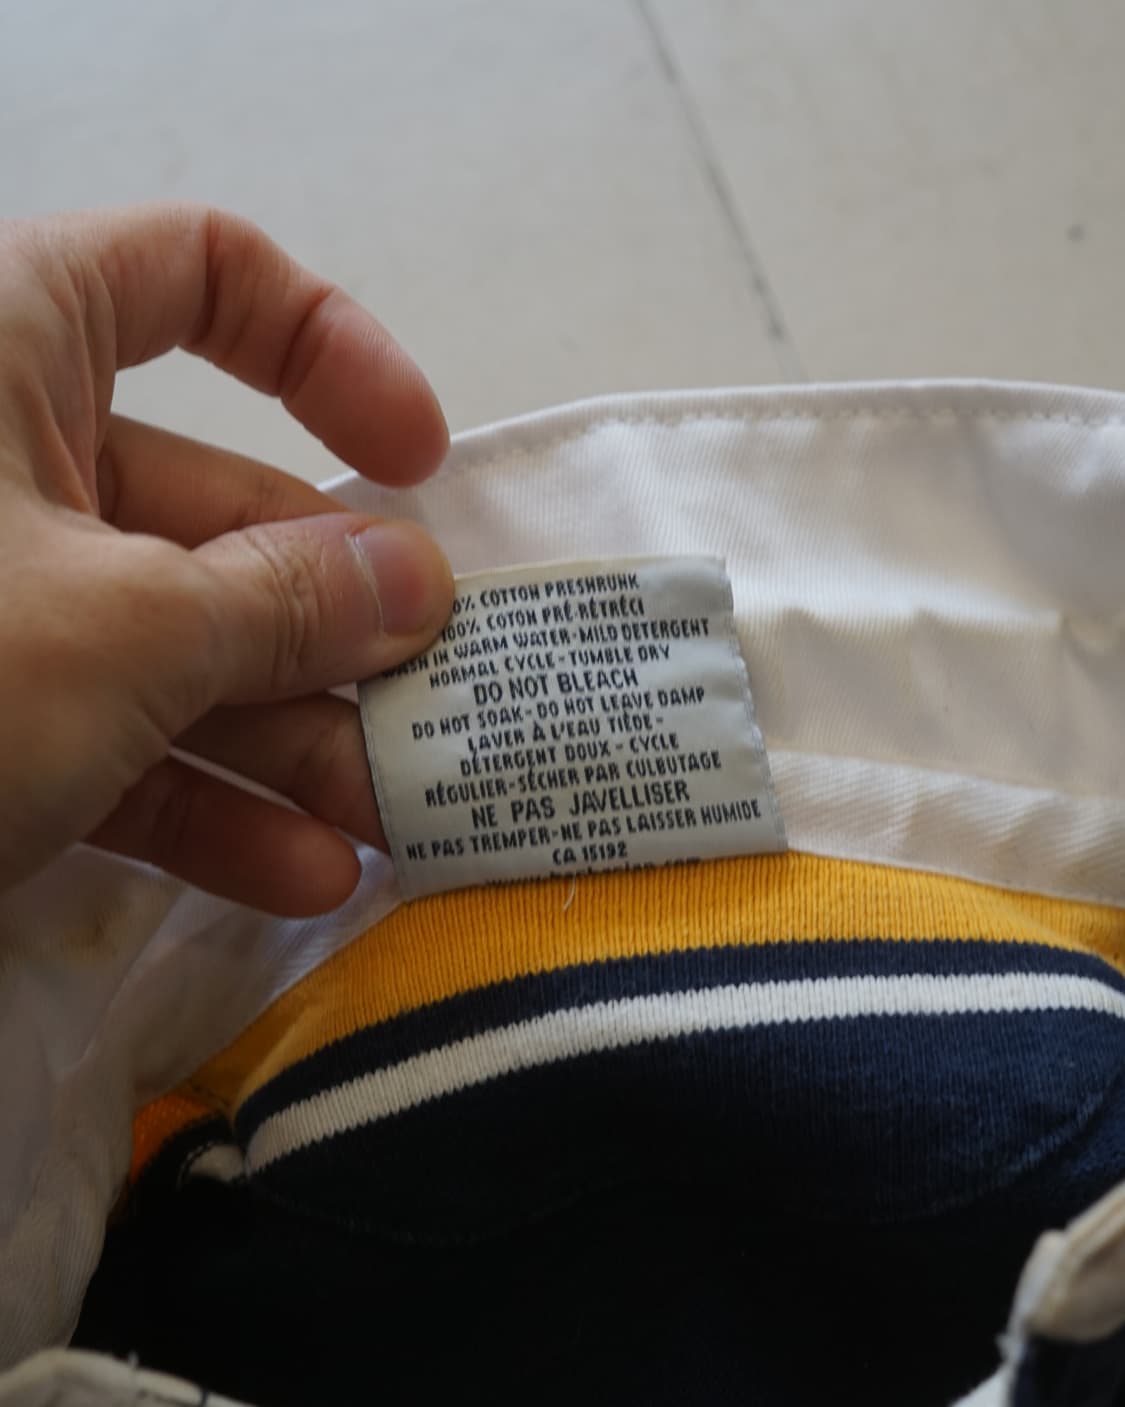 0% COTTON PRESHRUNK
100% COTON PRÉ-RÉTRÉCI
WASH IN WARM WATER-MILD DETERGENT
NORMAL CYCLE-TUMBLE DRY
DO NOT BLEACH
DO NOT SOAK-DO NOT LEAVE DAMP
LAVER À L'EAU TIÈDE-
DÉTERGENT DOUX-CYCLE
RÉGULIER-SÉCHER PAR CULBUTAGE
NE PAS JAVELLISER
NE PAS TREMPER-NE PAS LAISSER HUMIDE
CA 15192